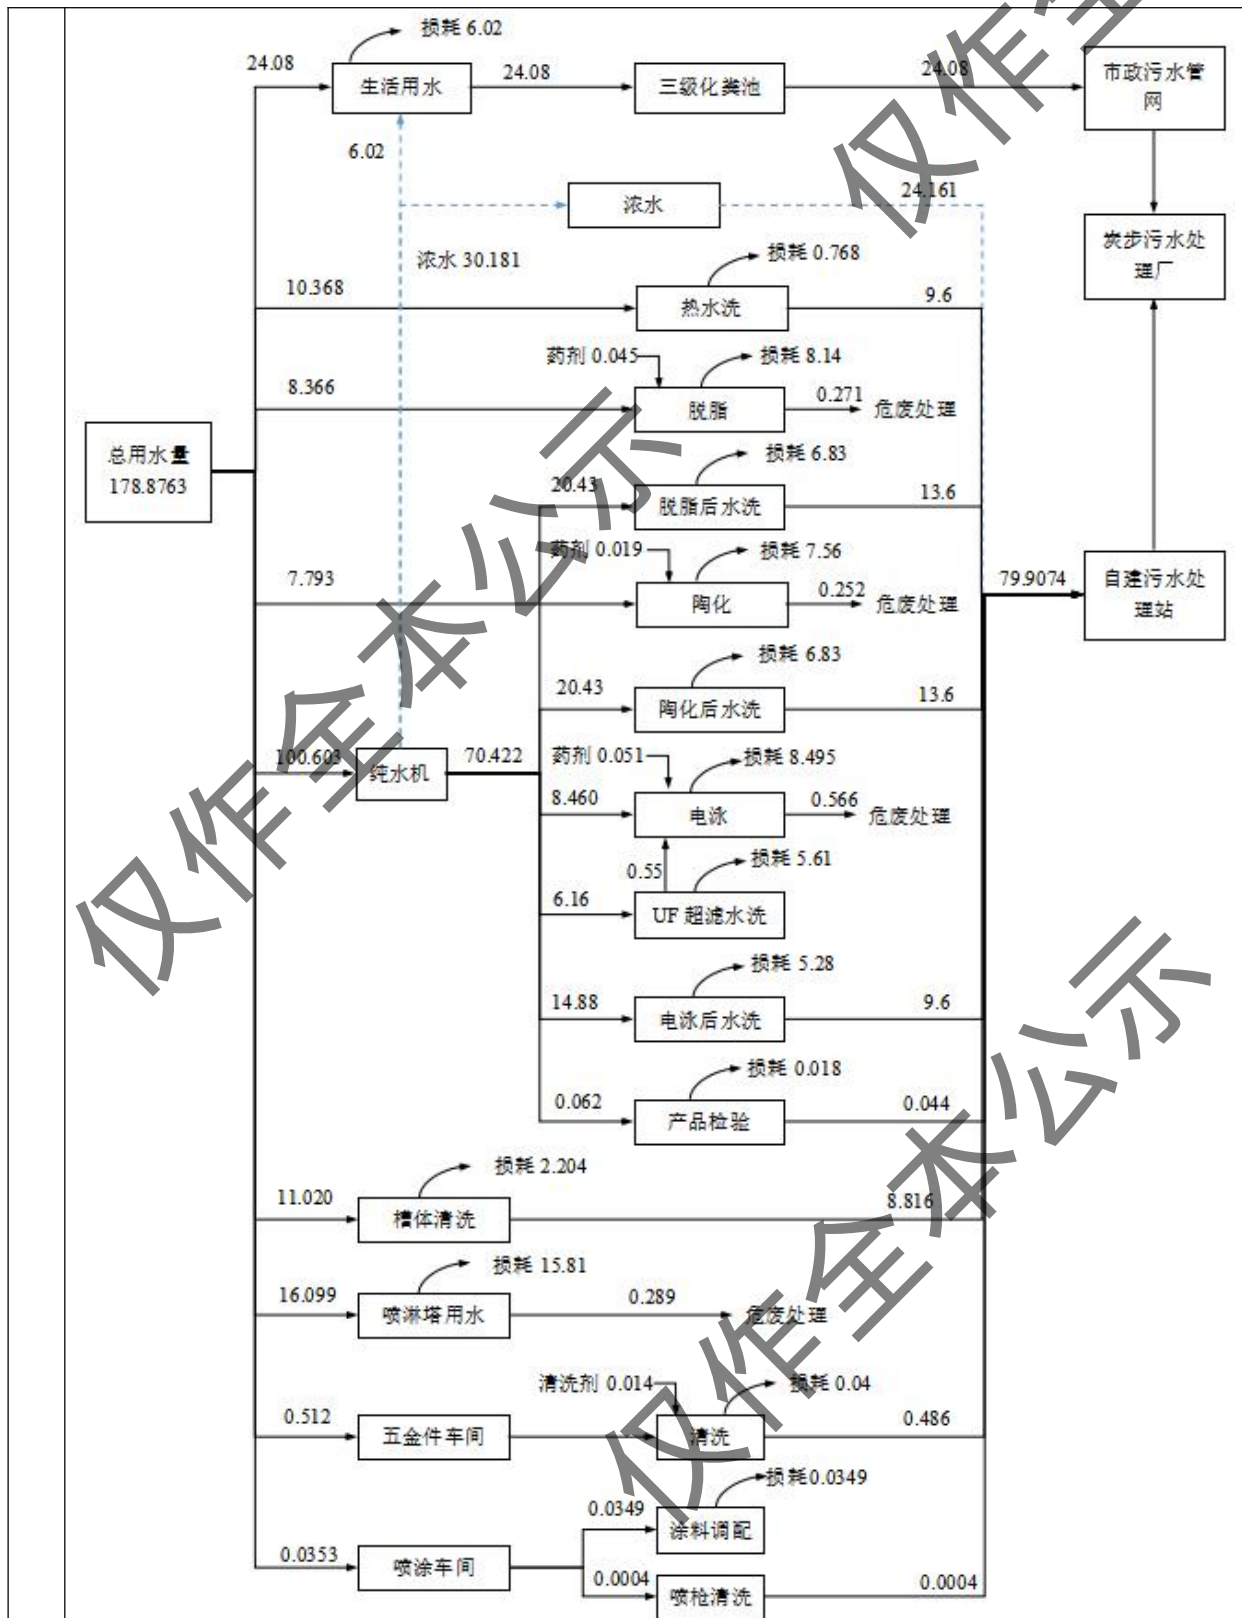 损耗 6.02
24.08
生活用水
24.08
三级化粪池
24.08
市政污水管
网
6.02
浓水
24.161
炭步污水处
理厂
浓水 30.181
损耗 0.768
10.368
热水洗
9.6
药剂 0.045
损耗 8.14
8.366
脱脂
0.271
危废处理
总用水量
178.8763
损耗 6.83
20.43
脱脂后水洗
13.6
药剂 0.019
损耗 7.56
7.793
陶化
0.252
危废处理
79.9074
自建污水处
理站
损耗 6.83
20.43
陶化后水洗
13.6
100.603
纯水机
70.422
药剂 0.051
损耗 8.495
8.460
电泳
0.566
危废处理
0.55
损耗 5.61
6.16
UF 超滤水洗
损耗 5.28
14.88
电泳后水洗
9.6
损耗 0.018
0.062
产品检验
0.044
损耗 2.204
11.020
槽体清洗
8.816
损耗 15.81
16.099
喷淋塔用水
0.289
危废处理
清洗剂 0.014
损耗 0.04
0.512
五金件车间
清洗
0.486
损耗 0.0349
0.0349
涂料调配
0.0353
喷涂车间
0.0004
喷枪清洗
0.0004
仅作全本公示
仅作全本公示
仅作全